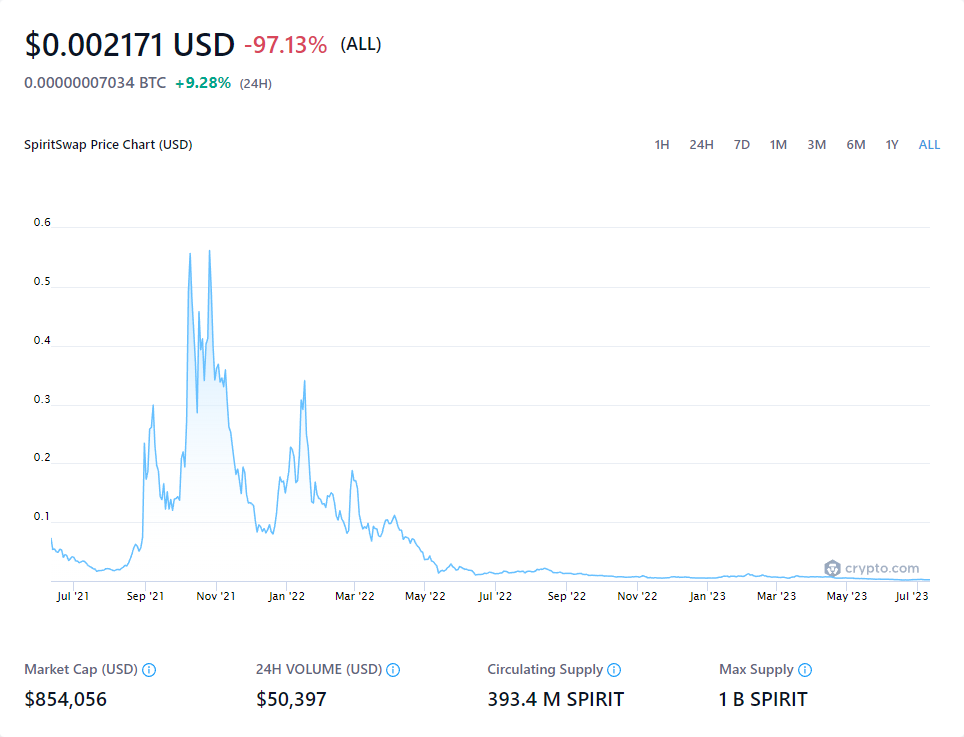 $0.002171 USD -97.13% (ALL)
0.00000007034 BTC +9.28% (24H)
SpiritSwap Price Chart (USD) 1H 24H 7D 1M 3M 6M 1Y ALL
0.6
0.5
0.4
0.3
0.2
0.1
crypto.com
Jul '21 Sep '21 Nov '21 Jan '22 Mar '22 May '22 Jul '22 Sep '22 Nov '22 Jan '23 Mar '23 May '23 Jul '23
Market Cap (USD) 24H VOLUME (USD) Circulating Supply Max Supply
$854,056 $50,397 393.4 M SPIRIT 1 B SPIRIT